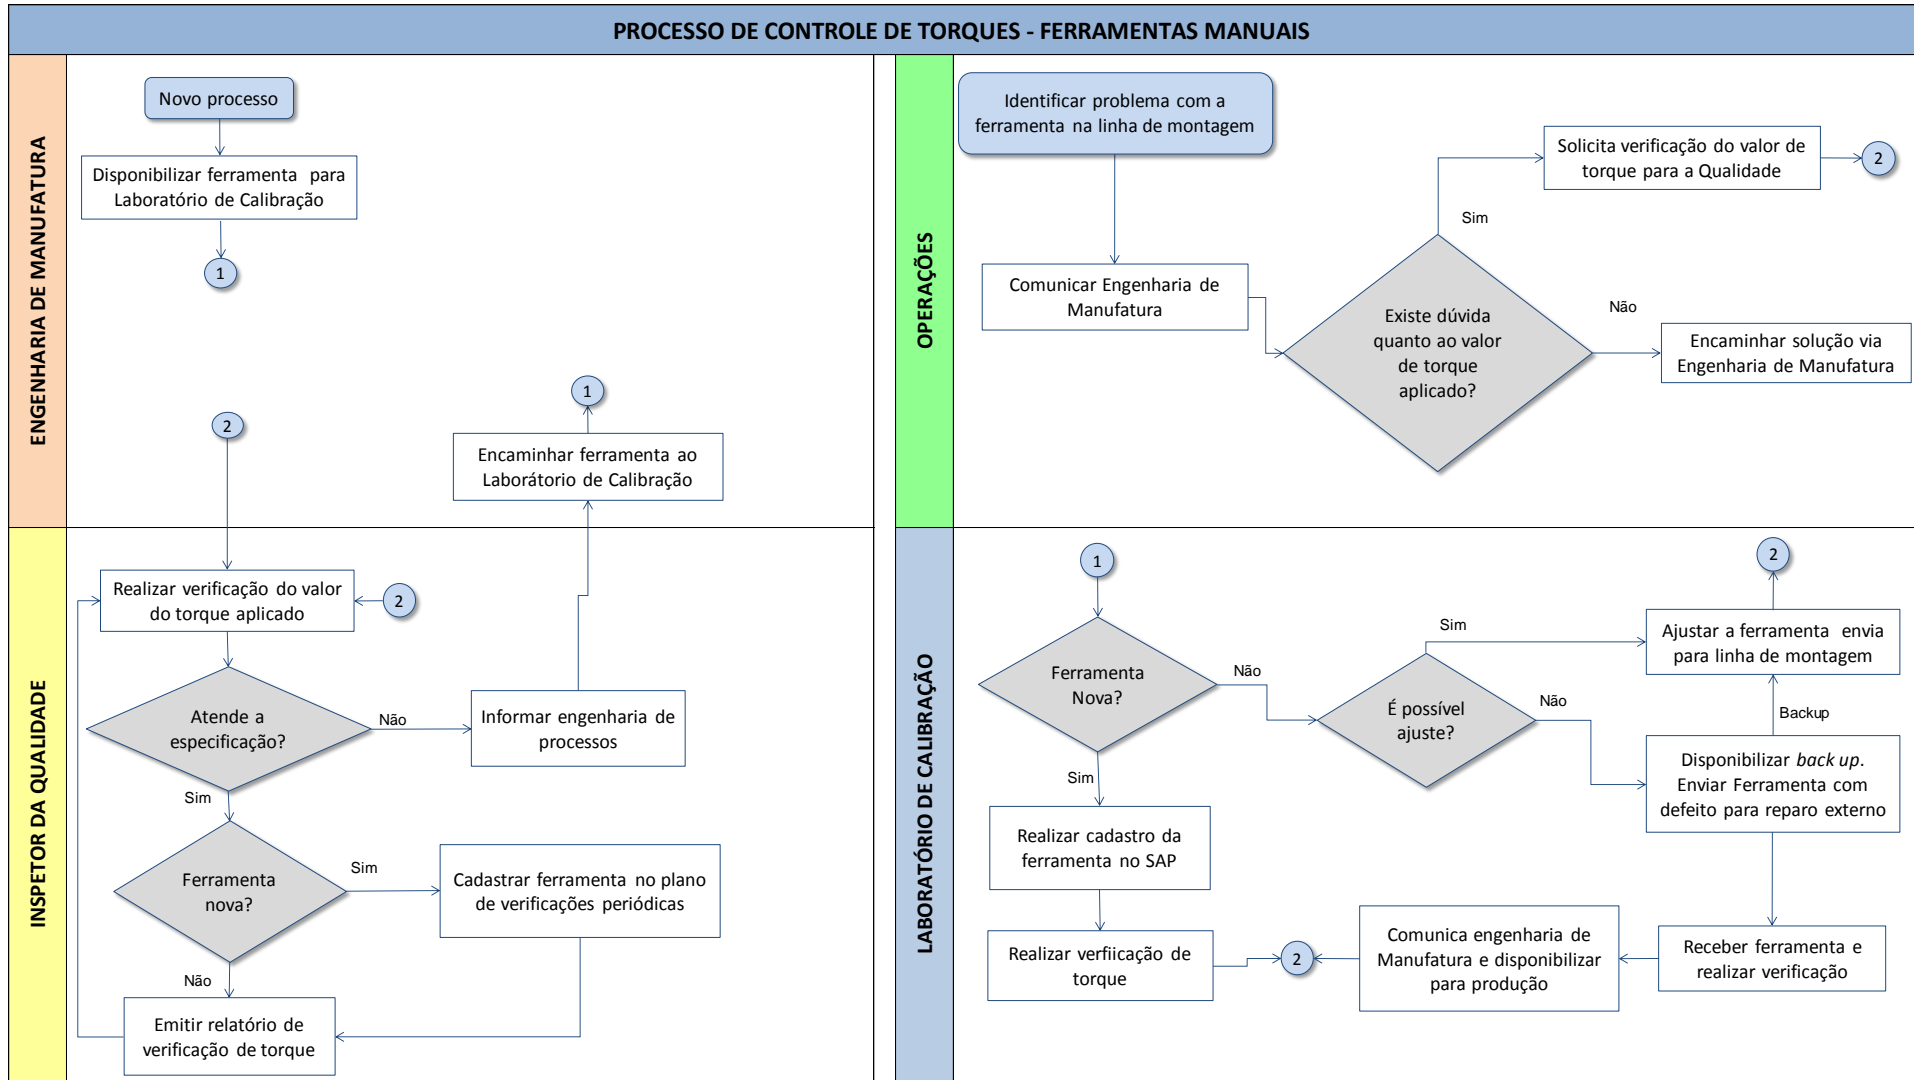 PROCESSO DE CONTROLE DE TORQUES - FERRAMENTAS MANUAIS
ENGENHARIA DE MANUFATURA
Novo processo
Disponibilizar ferramenta para
Laboratório de Calibração
1
2
1
Encaminhar ferramenta ao
Laborátorio de Calibração
INSPETOR DA QUALIDADE
Realizar verificação do valor
do torque aplicado
2
Atende a
especificação?
Não
Informar engenharia de
processos
Sim
Ferramenta
nova?
Sim
Cadastrar ferramenta no plano
de verificações periódicas
Não
Emitir relatório de
verificação de torque
OPERAÇÕES
Identificar problema com a
ferramenta na linha de montagem
Comunicar Engenharia de
Manufatura
Existe dúvida
quanto ao valor
de torque
aplicado?
Sim
Solicita verificação do valor de
torque para a Qualidade
2
Não
Encaminhar solução via
Engenharia de Manufatura
LABORATÓRIO DE CALIBRAÇÃO
1
Ferramenta
Nova?
Não
Sim
Realizar cadastro da
ferramenta no SAP
Realizar verfiicação de
torque
2
É possível
ajuste?
Sim
Ajustar a ferramenta envia
para linha de montagem
2
Não
Backup
Disponibilizar back up.
Enviar Ferramenta com
defeito para reparo externo
Receber ferramenta e
realizar verificação
Comunica engenharia de
Manufatura e disponibilizar
para produção